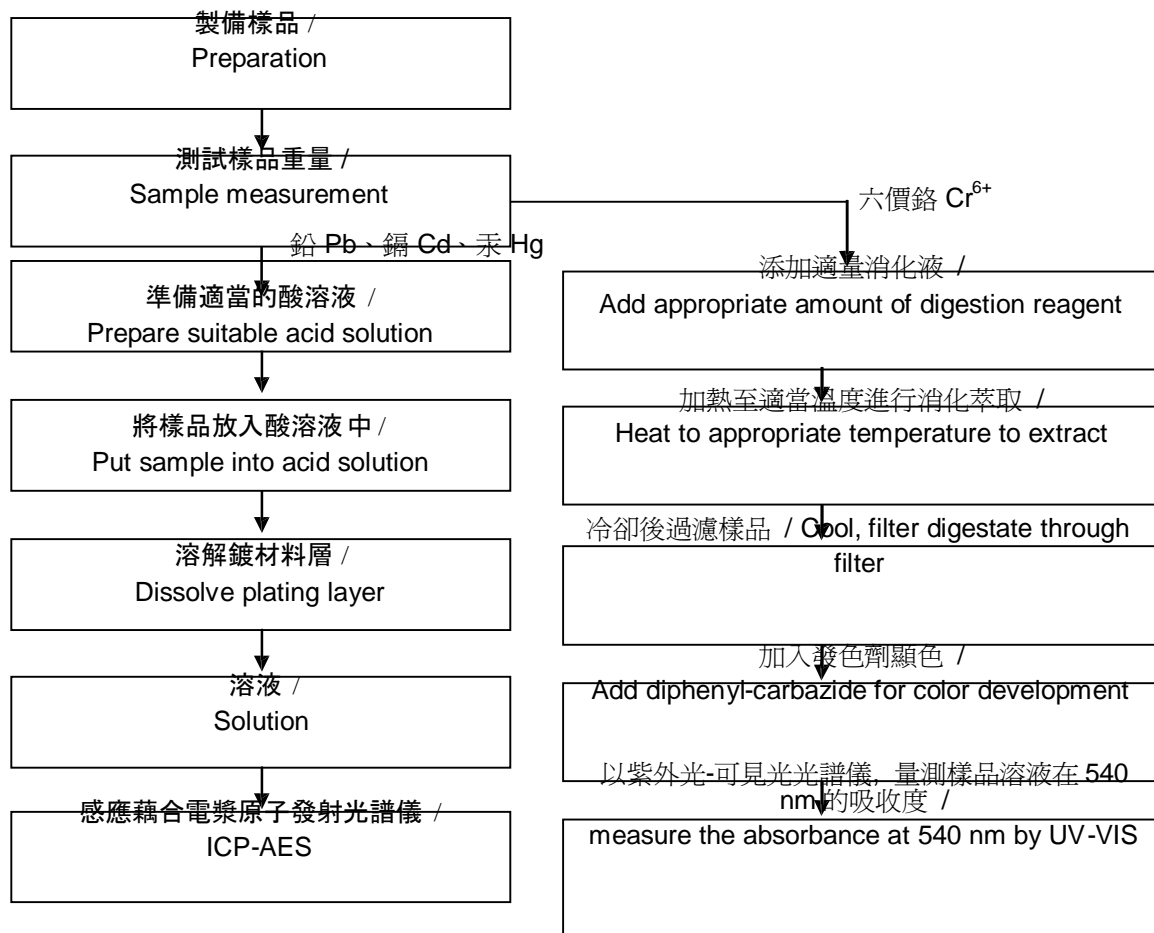 製備樣品 /
Preparation
測試樣品重量 /
Sample measurement
鉛 Pb、鎘 Cd、汞 Hg
準備適當的酸溶液 /
Prepare suitable acid solution
將樣品放入酸溶液中 /
Put sample into acid solution
溶解鍍材料層 /
Dissolve plating layer
溶液 /
Solution
感應藕合電漿原子發射光譜儀 /
ICP-AES
六價鉻 Cr⁶⁺
添加適量消化液 /
Add appropriate amount of digestion reagent
加熱至適當溫度進行消化萃取 /
Heat to appropriate temperature to extract
冷卻後過濾樣品 / Cool, filter digestate through
filter
加入發色劑顯色 /
Add diphenyl-carbazide for color development
以紫外光-可見光光譜儀, 量測樣品溶液在 540
nm 的吸收度 /
measure the absorbance at 540 nm by UV-VIS